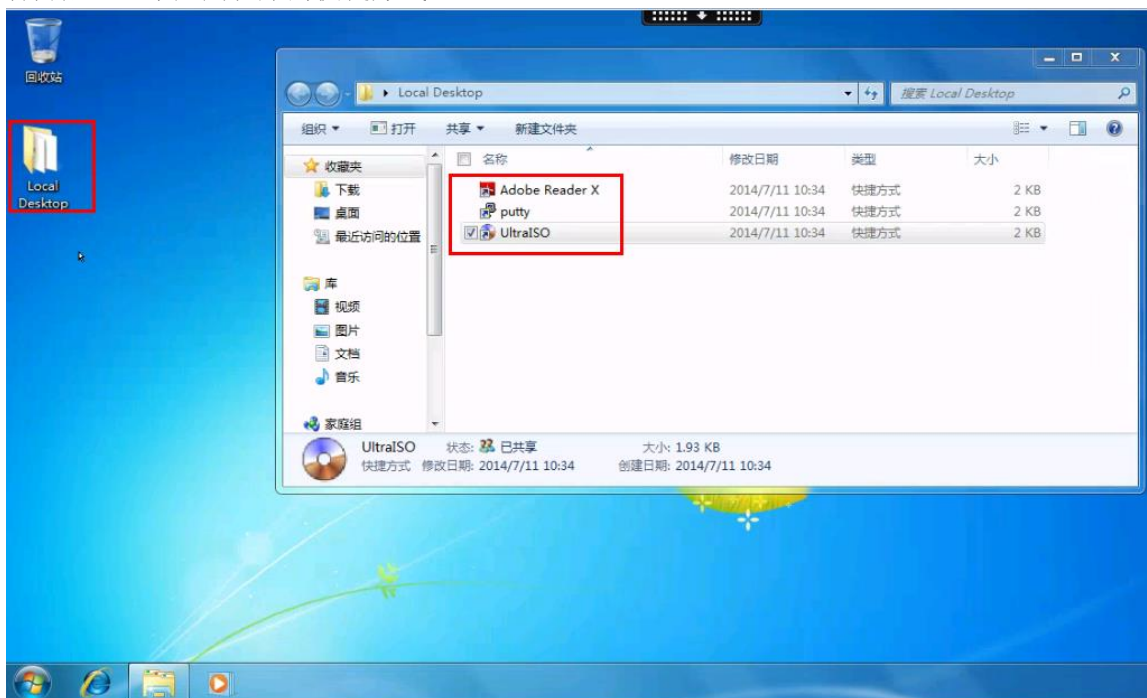 回收站
Local
Desktop
Local Desktop
搜索 Local Desktop
组织 打开 共享 新建文件夹
名称 修改日期 类型 大小
收藏夹
下载
桌面
最近访问的位置
库
视频
图片
文档
音乐
家庭组
Adobe Reader X 2014/7/11 10:34 快捷方式 2 KB
putty 2014/7/11 10:34 快捷方式 2 KB
UltraISO 2014/7/11 10:34 快捷方式 2 KB
UltraISO 状态: 已共享 大小: 1.93 KB
快捷方式 修改日期: 2014/7/11 10:34 创建日期: 2014/7/11 10:34